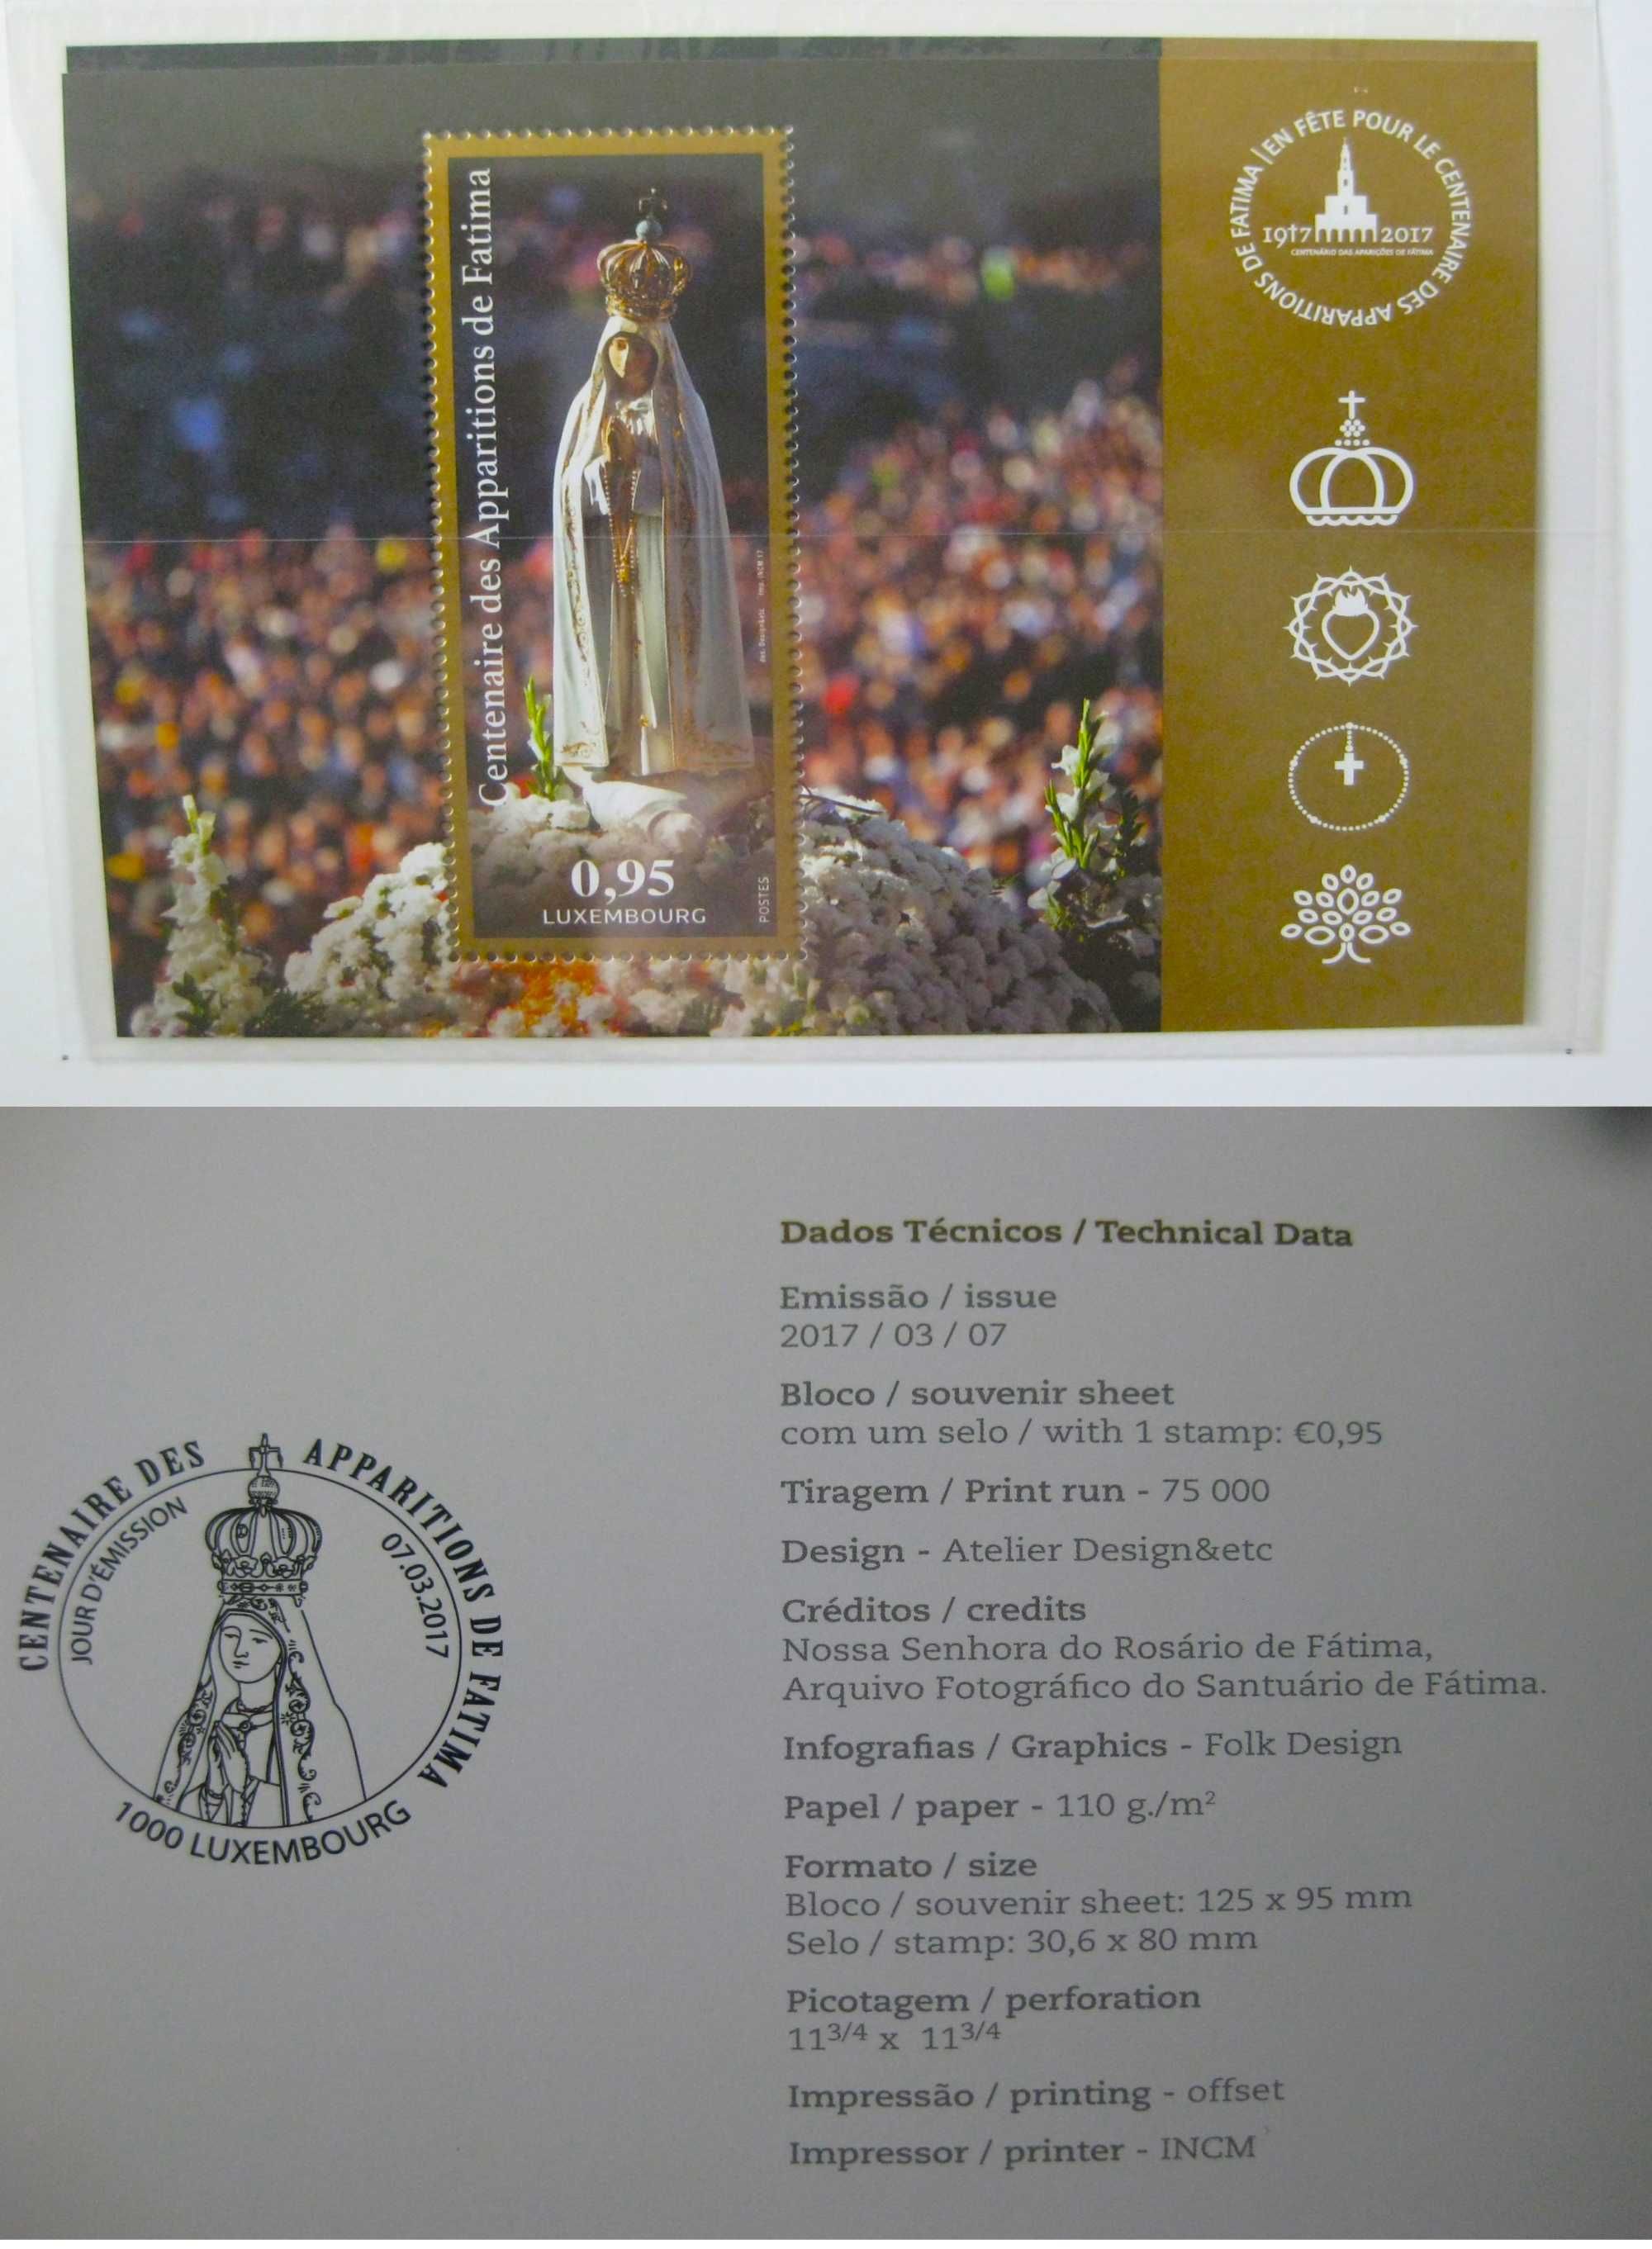 Centenaire des Apparitions de Fatima
0,95
LUXEMBOURG
POSTES
EN FÊTE POUR LE CENTENAIRE DES APPARITIONS DE FATIMA |
1917 2017
CENTENÁRIO DAS APARIÇÕES DE FÁTIMA
CENTENAIRE DES APPARITIONS DE FATIMA
JOUR D'ÉMISSION
07.03.2017
1000 LUXEMBOURG
Dados Técnicos / Technical Data
Emissão / issue
2017 / 03 / 07
Bloco / souvenir sheet
com um selo / with 1 stamp: €0,95
Tiragem / Print run - 75 000
Design - Atelier Design&etc
Créditos / credits
Nossa Senhora do Rosário de Fátima,
Arquivo Fotográfico do Santuário de Fátima.
Infografias / Graphics - Folk Design
Papel / paper - 110 g./m²
Formato / size
Bloco / souvenir sheet: 125 x 95 mm
Selo / stamp: 30,6 x 80 mm
Picotagem / perforation
11 3/4 x 11 3/4
Impressão / printing - offset
Impressor / printer - INCM